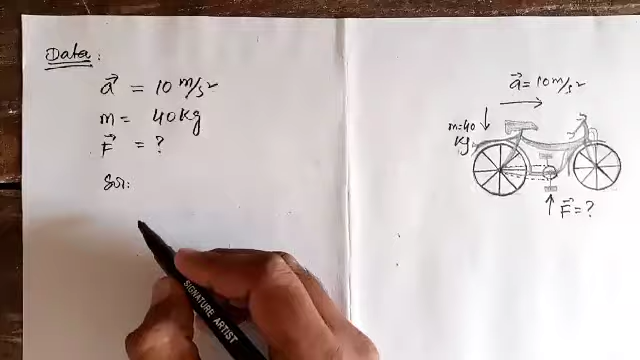 Data:
a⃗ = 10 m/s²
m = 40 kg
F⃗ = ?
Sol:
a⃗ = 10 m/s²
m=40
kg
F⃗ = ?
SIGNATURE ARTIST